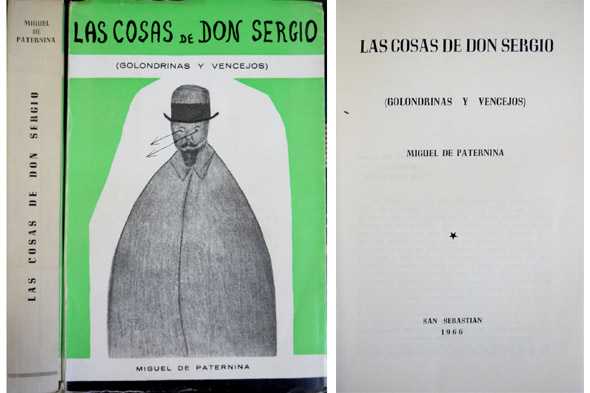 MIGUEL
DE
PATERNINA
LAS COSAS DE DON SERGIO
LAS COSAS DE DON SERGIO
(GOLONDRINAS Y VENCEJOS)
MIGUEL DE PATERNINA
LAS COSAS DE DON SERGIO
(GOLONDRINAS Y VENCEJOS)
MIGUEL DE PATERNINA
SAN SEBASTIAN
1966